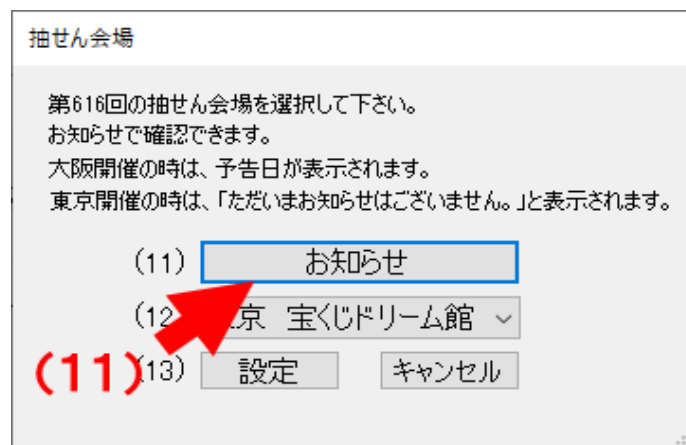 抽せん会場
第616回の抽せん会場を選択して下さい。
お知らせで確認できます。
大阪開催の時は、予告日が表示されます。
東京開催の時は、「ただいまお知らせはございません。」と表示されます。
(11) お知らせ
(12 京 宝くじドリーム館
(11)
(13) 設定 キャンセル